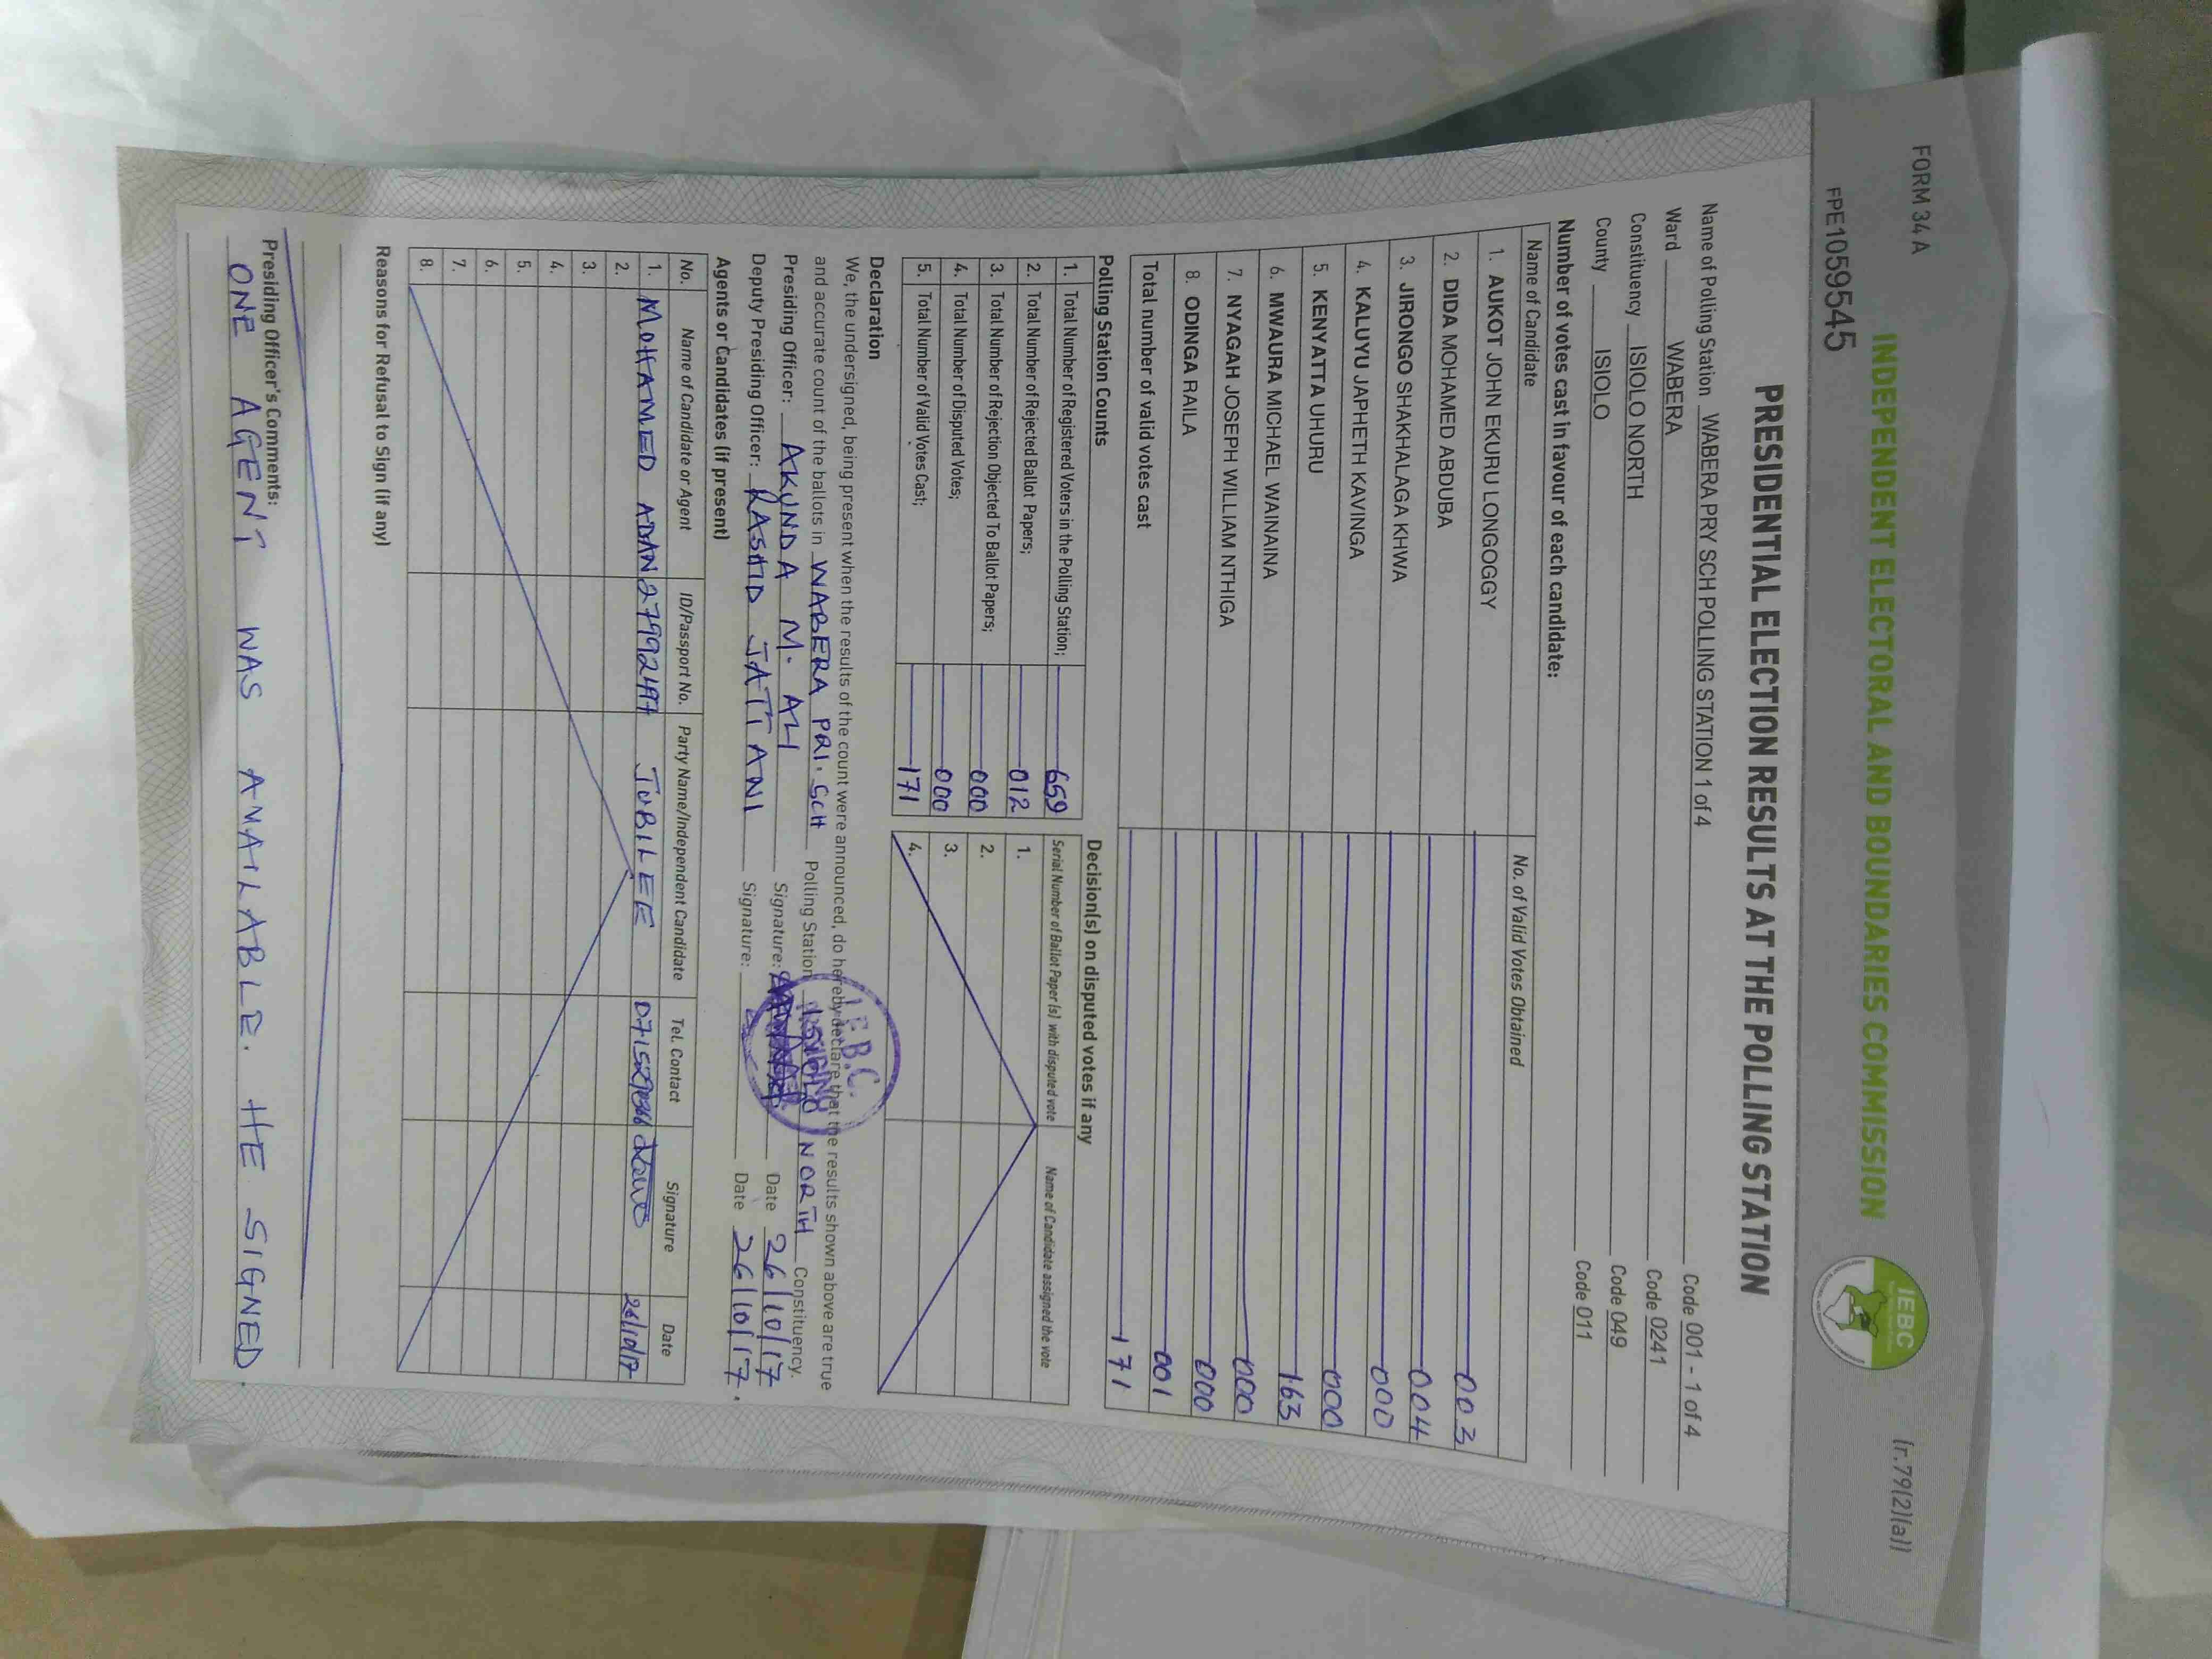 FORM 34 A
(r.79(2)(a))
INDEPENDENT ELECTORAL AND BOUNDARIES COMMISSION
IEBC
FPE1059545
PRESIDENTIAL ELECTION RESULTS AT THE POLLING STATION
Name of Polling Station WABERA PRY SCH POLLING STATION 1 of 4 Code 001 - 1 of 4
Ward WABERA Code 0241
Constituency ISIOLO NORTH Code 049
County ISIOLO Code 011
Number of votes cast in favour of each candidate:
Name of Candidate No. of Valid Votes Obtained
1. AUKOT JOHN EKURU LONGOGGY 003
2. DIDA MOHAMED ABDUBA 004
3. JIRONGO SHAKHALAGA KHWA 000
4. KALUYU JAPHETH KAVINGA 000
5. KENYATTA UHURU 163
6. MWAURA MICHAEL WAINAINA 000
7. NYAGAH JOSEPH WILLIAM NTHIGA 000
8. ODINGA RAILA 001
Total number of valid votes cast 171
Polling Station Counts
1. Total Number of Registered Voters in the Polling Station; 659
2. Total Number of Rejected Ballot Papers; 012
3. Total Number of Rejection Objected To Ballot Papers; 000
4. Total Number of Disputed Votes; 000
5. Total Number of Valid Votes Cast; 171
Decision(s) on disputed votes if any
Serial Number of Ballot Paper (s) with disputed vote Name of Candidate assigned the vote
1.
2.
3.
4.
Declaration
We, the undersigned, being present when the results of the count were announced, do hereby declare that the results shown above are true
and accurate count of the ballots in WABERA PRI. SCH Polling Station ISIOLO NORTH Constituency.
Presiding Officer: AKUNDA M. ALI Signature: Date 26/10/17
Deputy Presiding Officer: RASHID JATTANI Signature: Date 26/10/17.
I.E.B.C.
Agents or Candidates (if present)
No. Name of Candidate or Agent ID/Passport No. Party Name/Independent Candidate Tel. Contact Signature Date
1. MOHAMED ADAN JUBILEE 26/10/17
2.
3.
4.
5.
6.
7.
8.
Reasons for Refusal to Sign (if any)
Presiding Officer's Comments:
ONE AGENT WAS AVAILABLE. HE SIGNED.